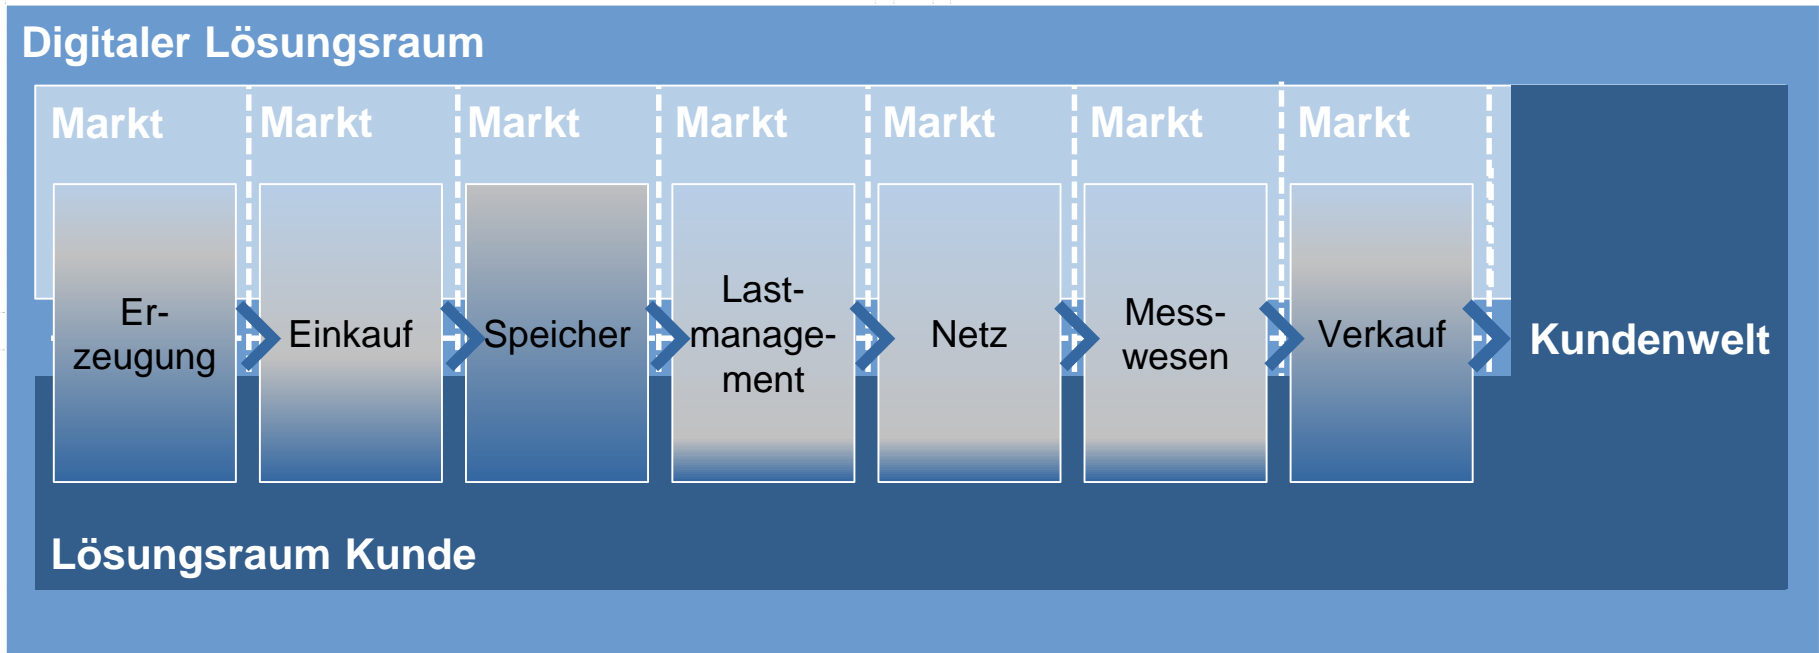 Digitaler Lösungsraum
Markt Markt Markt Markt Markt Markt Markt
Er-
zeugung
Einkauf
Speicher
Last-
manage-
ment
Netz
Mess-
wesen
Verkauf
Kundenwelt
Lösungsraum Kunde